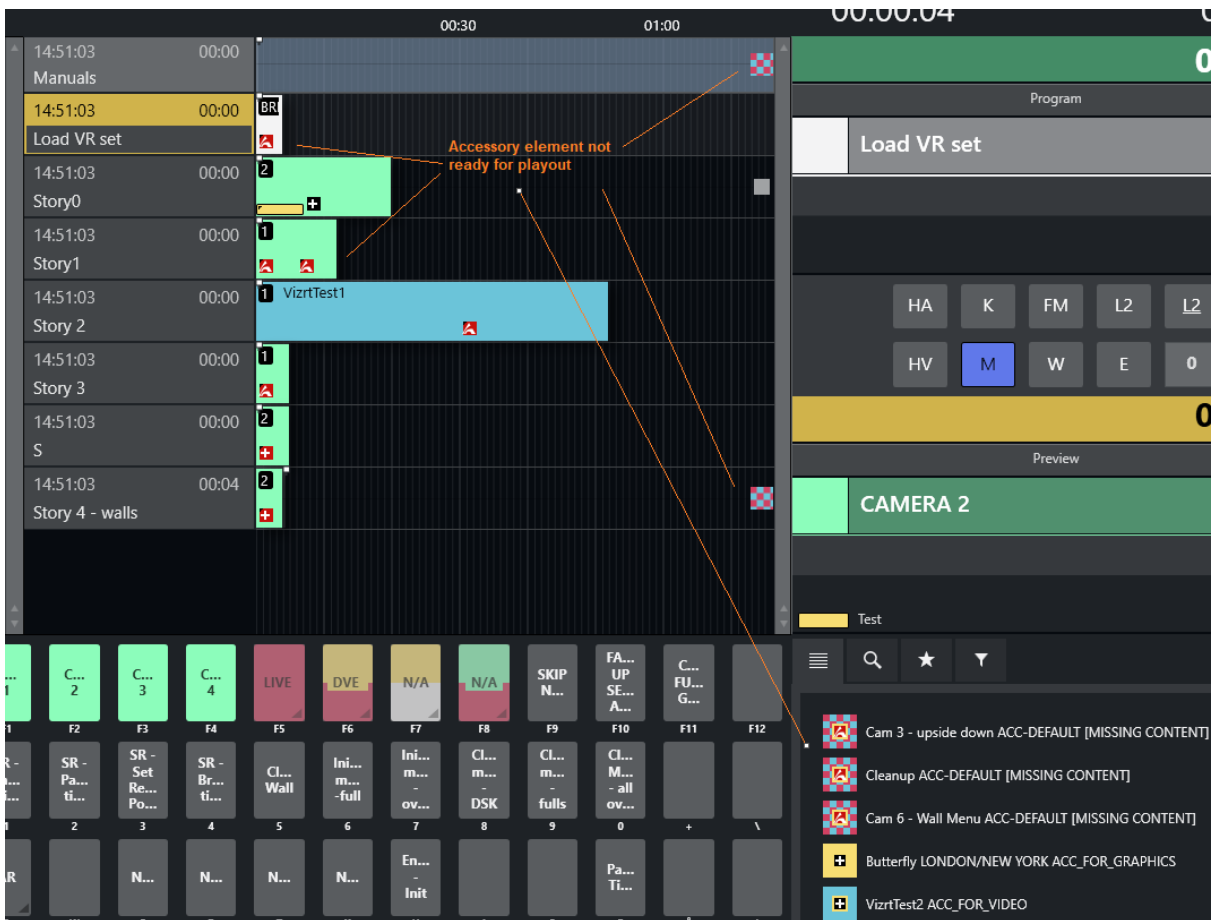 00:00:04
00:30
01:00
14:51:03 00:00
Manuals
14:51:03 00:00
Load VR set
14:51:03 00:00
Story0
14:51:03 00:00
Story1
14:51:03 00:00
Story 2
14:51:03 00:00
Story 3
14:51:03 00:00
S
14:51:03 00:04
Story 4 - walls
BR
2
1
1 VizrtTest1
1
2
2
Accessory element not
ready for playout
0
Program
Load VR set
HA K FM L2 L2
HV M W E 0
0
Preview
CAMERA 2
Test
Cam 3 - upside down ACC-DEFAULT [MISSING CONTENT]
Cleanup ACC-DEFAULT [MISSING CONTENT]
Cam 6 - Wall Menu ACC-DEFAULT [MISSING CONTENT]
Butterfly LONDON/NEW YORK ACC_FOR_GRAPHICS
VizrtTest2 ACC_FOR_VIDEO
...
1
C...
2
C...
3
C...
4
LIVE
DVE
N/A
N/A
SKIP
N...
FA...
UP
SE...
A...
C...
FU...
G...
F2 F3 F4 F5 F6 F7 F8 F9 F10 F11 F12
SR -
Pa...
ti...
SR -
Set
Re...
Po...
SR -
Br...
ti...
Cl...
Wall
Ini...
m...
-full
Ini...
m...
-
ov...
Cl...
m...
-
DSK
Cl...
m...
-
fulls
Cl...
M...
- all
ov...
2 3 4 5 6 7 8 9 0 + \
N...
N...
N...
N...
En...
-
Init
Pa...
Ti...